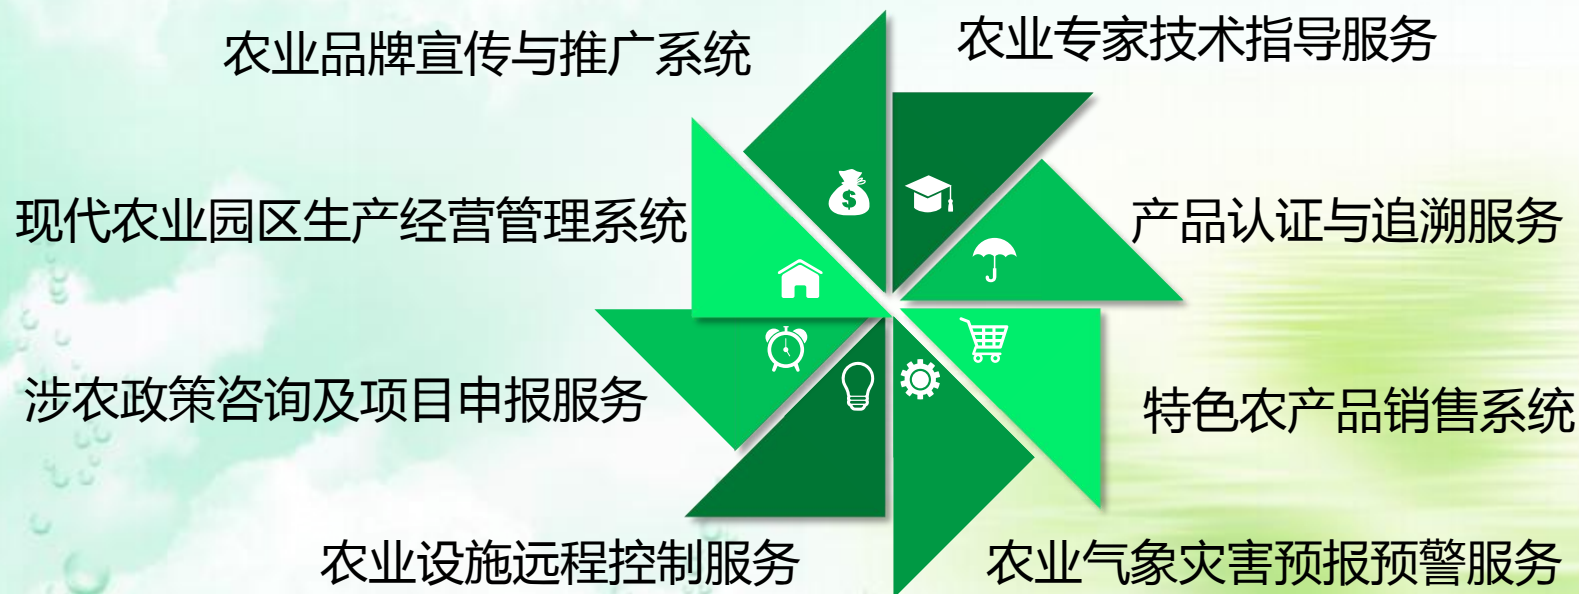 农业品牌宣传与推广系统
农业专家技术指导服务
现代农业园区生产经营管理系统
产品认证与追溯服务
涉农政策咨询及项目申报服务
特色农产品销售系统
农业设施远程控制服务
农业气象灾害预报预警服务